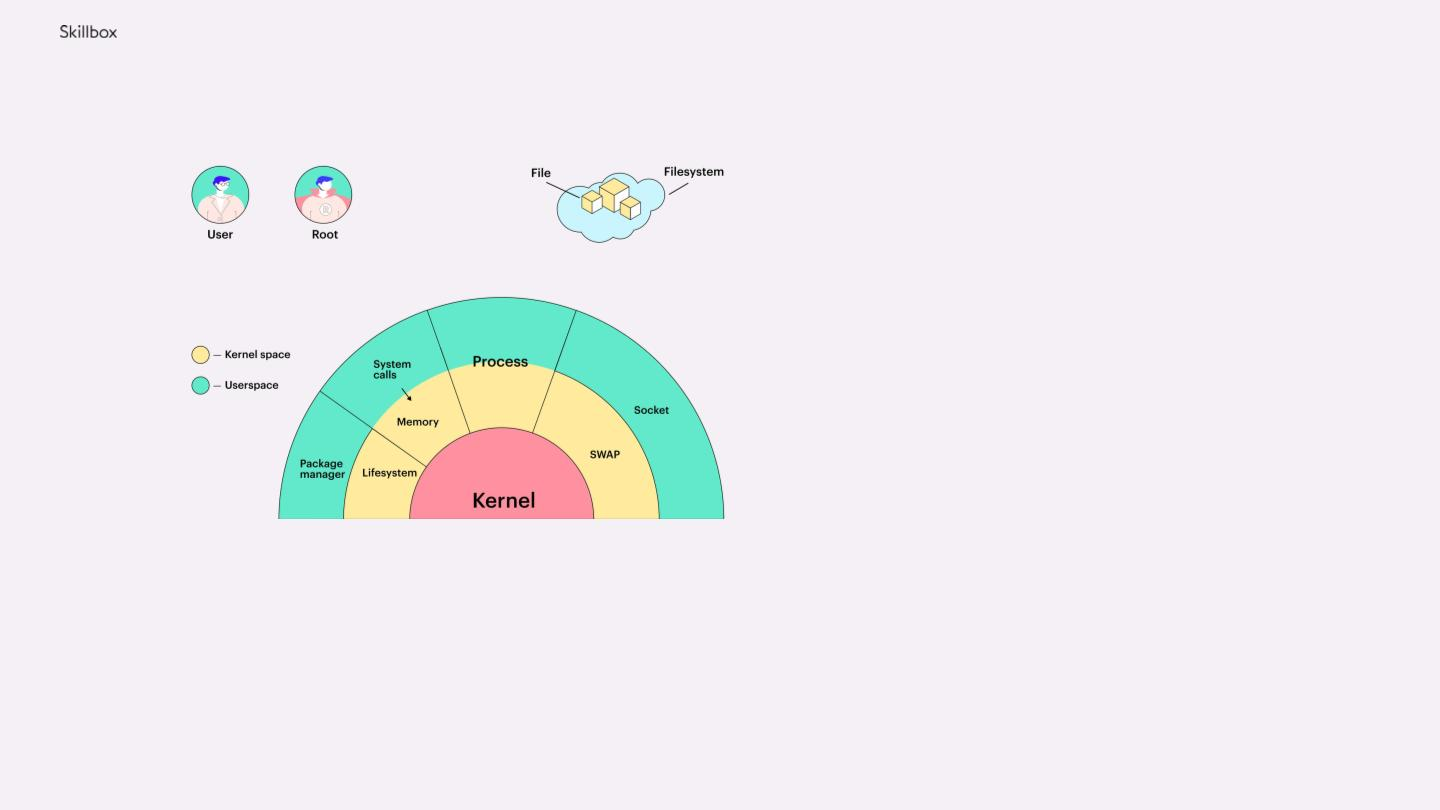 Skillbox
File
Filesystem
User
Root
— Kernel space
— Userspace
System
calls
Process
Memory
Socket
SWAP
Package
manager
Lifesystem
Kernel